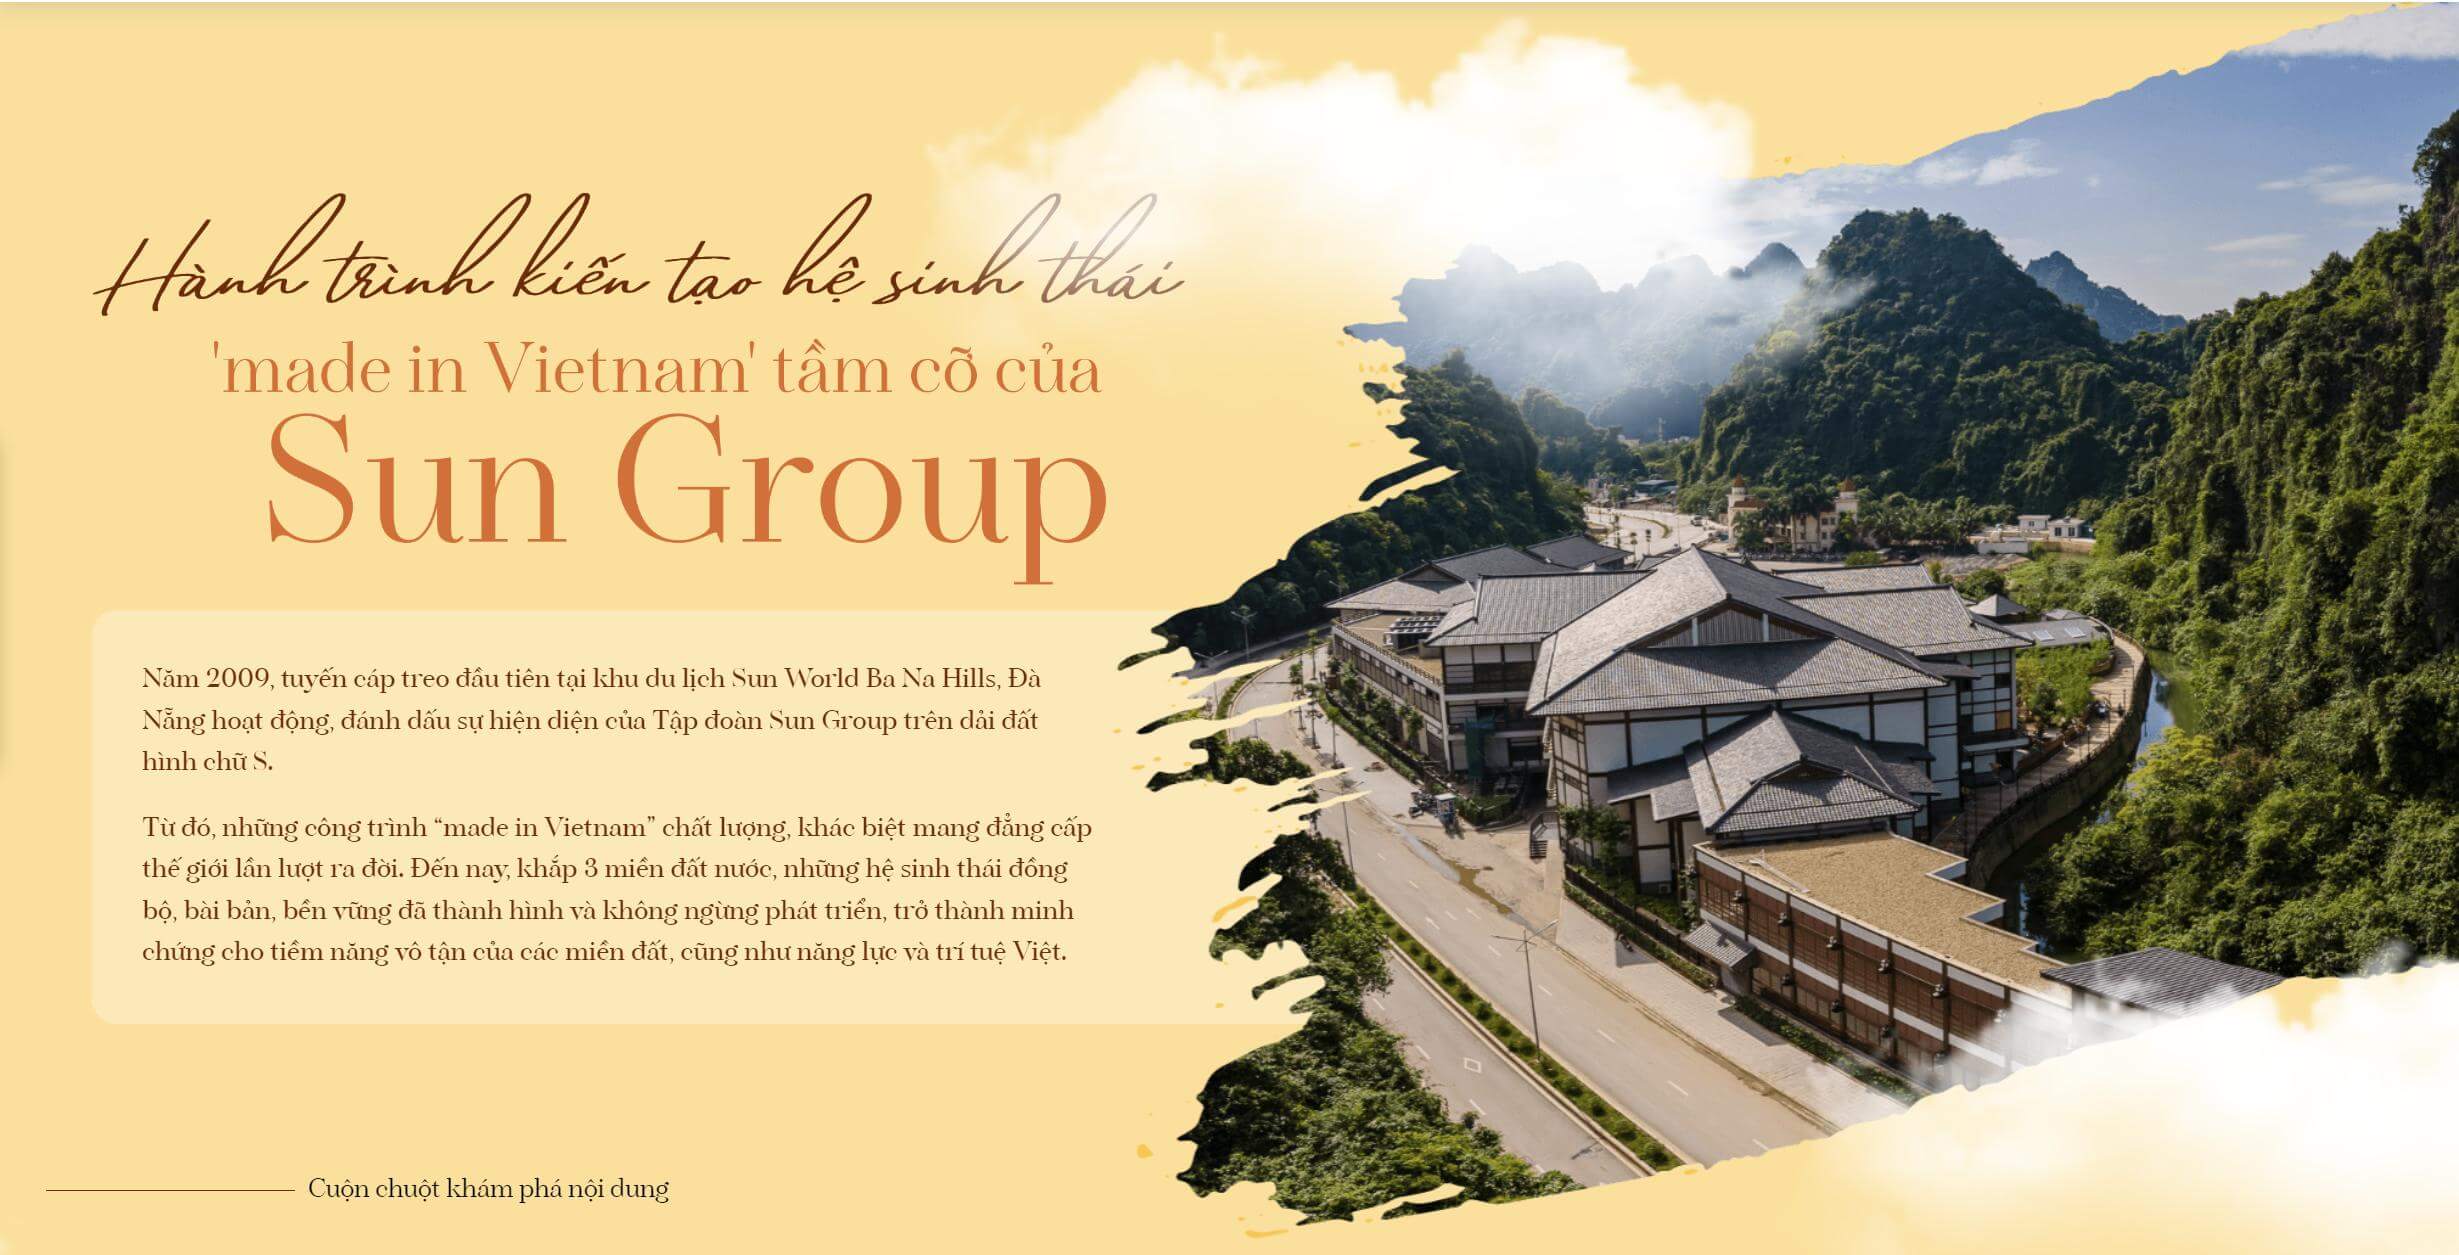 Hành trình kiến tạo hệ sinh thái
'made in Vietnam' tầm cỡ của
Sun Group
Năm 2009, tuyến cáp treo đầu tiên tại khu du lịch Sun World Ba Na Hills, Đà
Nẵng hoạt động, đánh dấu sự hiện diện của Tập đoàn Sun Group trên dải đất
hình chữ S.
Từ đó, những công trình “made in Vietnam” chất lượng, khác biệt mang đẳng cấp
thế giới lần lượt ra đời. Đến nay, khắp 3 miền đất nước, những hệ sinh thái đồng
bộ, bài bản, bền vững đã thành hình và không ngừng phát triển, trở thành minh
chứng cho tiềm năng vô tận của các miền đất, cũng như năng lực và trí tuệ Việt.
Cuộn chuột khám phá nội dung